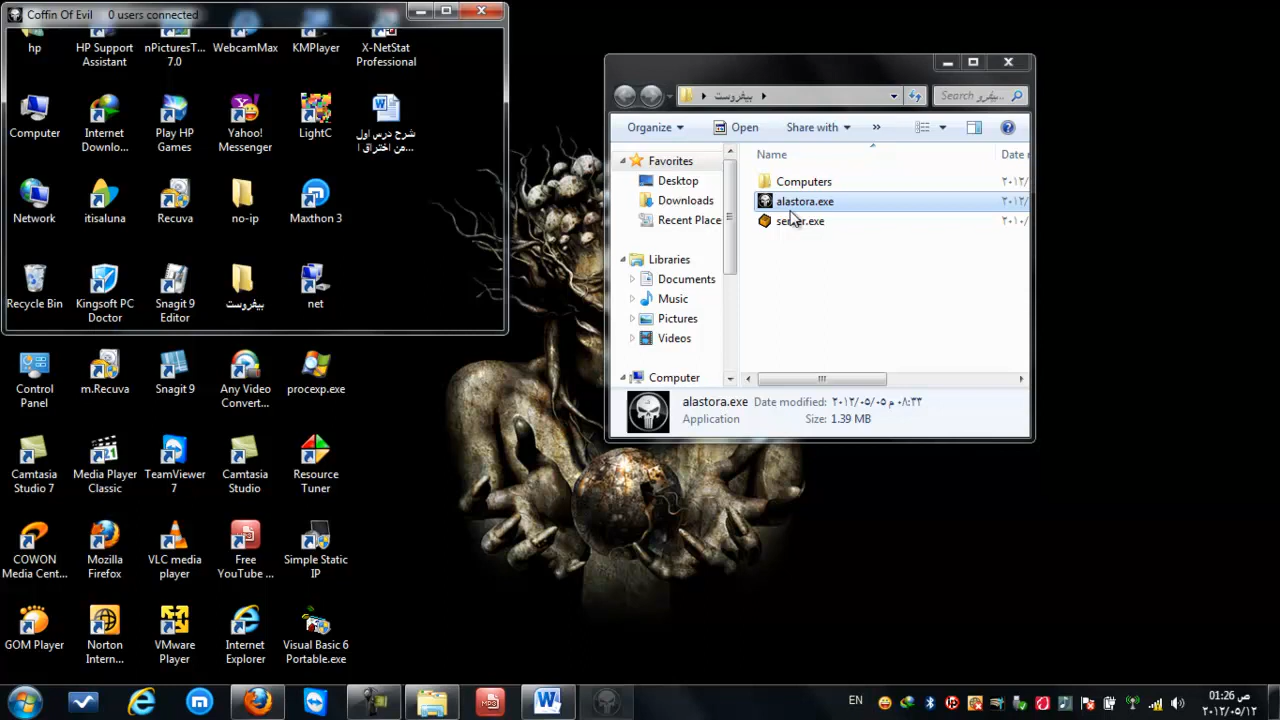 Coffin Of Evil 0 users connected
hp
HP Support
Assistant
nPicturesT...
7.0
WebcamMax
KMPlayer
X-NetStat
Professional
Computer
Internet
Downlo...
Play HP
Games
Yahoo!
Messenger
LightC
شرح درس اول
من اختراق ا...
Network
itisaluna
Recuva
no-ip
Maxthon 3
Recycle Bin
Kingsoft PC
Doctor
Snagit 9
Editor
بيفروست
net
Control
Panel
m.Recuva
Snagit 9
Any Video
Convert...
procexp.exe
Camtasia
Studio 7
Media Player
Classic
TeamViewer
7
Camtasia
Studio
Resource
Tuner
COWON
Media Cent...
Mozilla
Firefox
VLC media
player
Free
YouTube ...
Simple Static
IP
GOM Player
Norton
Intern...
VMware
Player
Internet
Explorer
Visual Basic 6
Portable.exe
بيفروست
Search بيفرو...
Organize
Open
Share with
»
Name
Date r
Favorites
Desktop
Downloads
Recent Place
Libraries
Documents
Music
Pictures
Videos
Computer
Computers
٢٠١٢/
alastora.exe
٢٠١٢/
server.exe
٢٠١٠/
alastora.exe Date modified: ٢٠١٢/٠٥/٠٥ ٠٨:٣٣ م
Application Size: 1.39 MB
MP3
EN
01:26 ص
٢٠١٢/٠٥/١٢